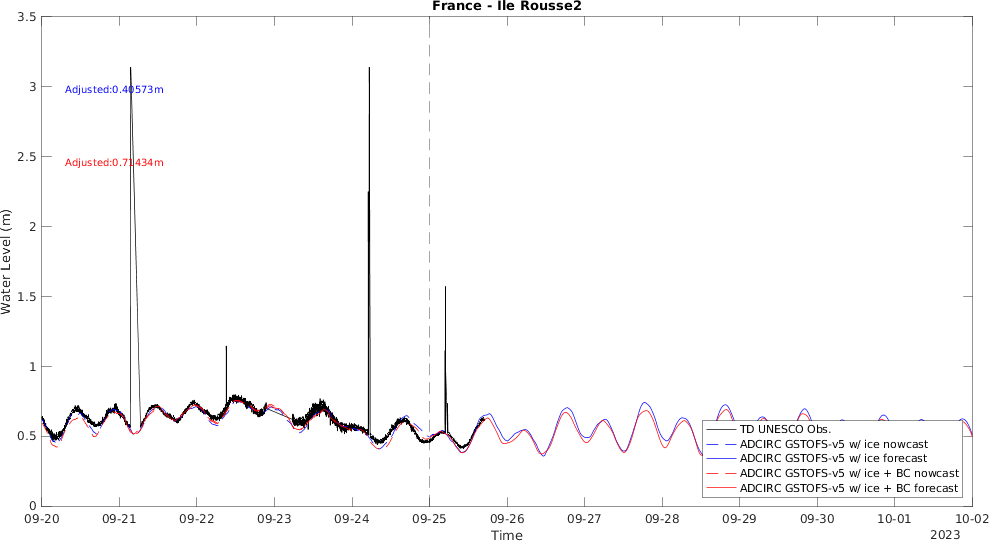 France - Ile Rousse2
3.5
3
2.5
2
1.5
1
0.5
0
Water Level (m)
Adjusted:0.40573m
Adjusted:0.71434m
TD UNESCO Obs.
ADCIRC GSTOFS-v5 w/ ice nowcast
ADCIRC GSTOFS-v5 w/ ice forecast
ADCIRC GSTOFS-v5 w/ ice + BC nowcast
ADCIRC GSTOFS-v5 w/ ice + BC forecast
09-20 09-21 09-22 09-23 09-24 09-25 09-26 09-27 09-28 09-29 09-30 10-01 10-02
Time
2023